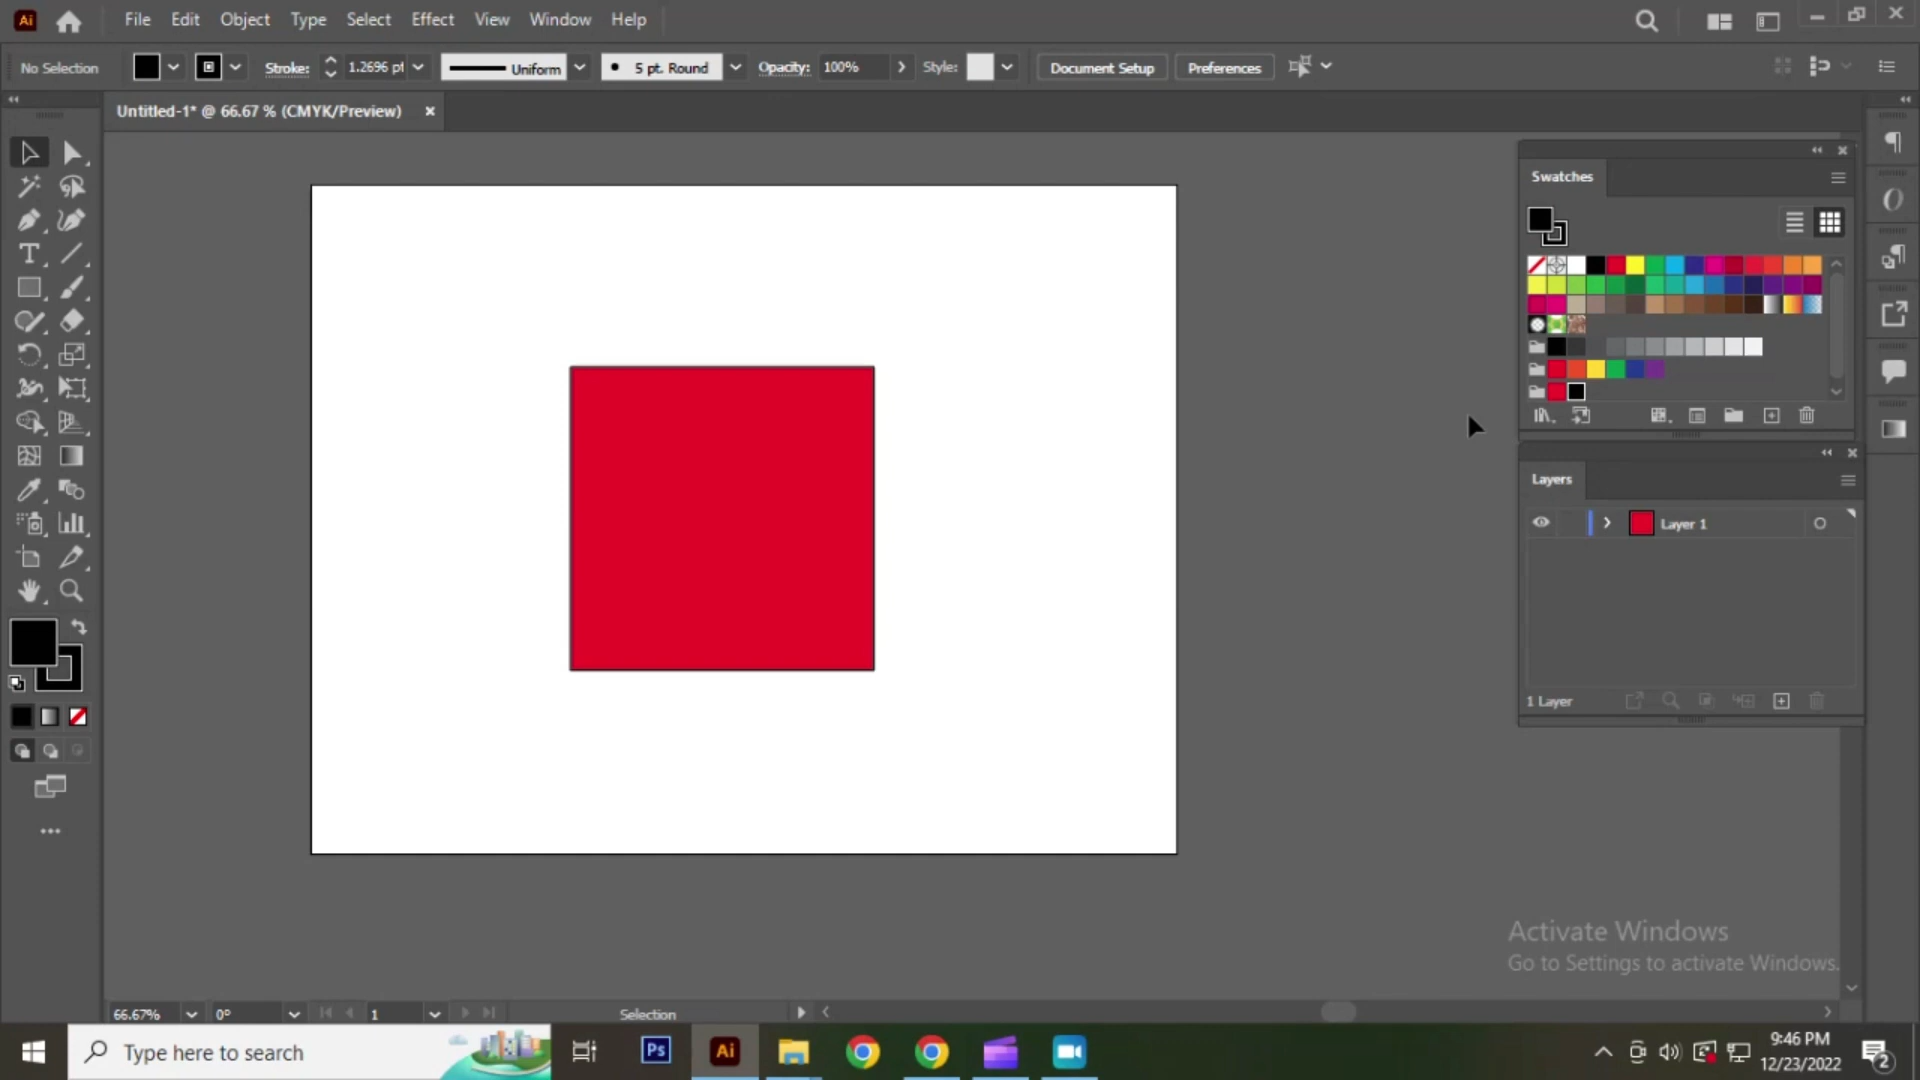 Ai File Edit Object Type Select Effect View Window Help
No Selection Stroke: 1.2696 pt Uniform 5 pt. Round Opacity: 100% Style: Document Setup Preferences
Untitled-1* @ 66.67 % (CMYK/Preview)
Swatches
Layers
Layer 1
1 Layer
Activate Windows
Go to Settings to activate Windows.
66.67% 0° 1 Selection
Type here to search Ps Ai
9:46 PM
12/23/2022
2